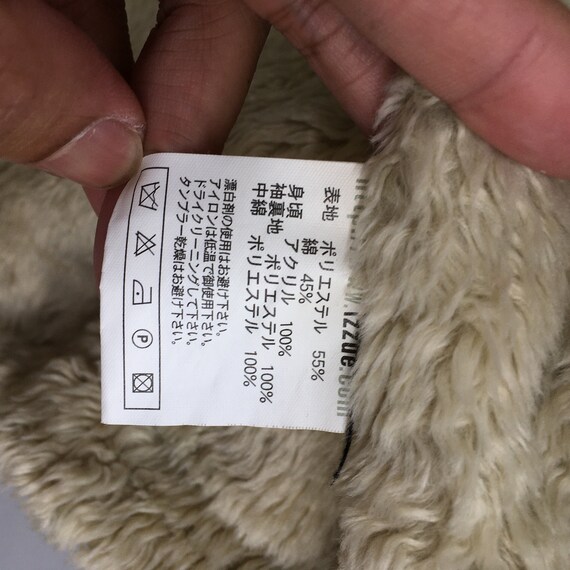 表地 ポリエステル 55%
綿 45%
身頃 アクリル 100%
袖裏地 ポリエステル 100%
中綿 ポリエステル 100%
漂白剤の使用はお避け下さい。
アイロンは低温で御使用下さい。
ドライクリーニングして下さい。
タンブラー乾燥はお避け下さい。
P
.izzue.com